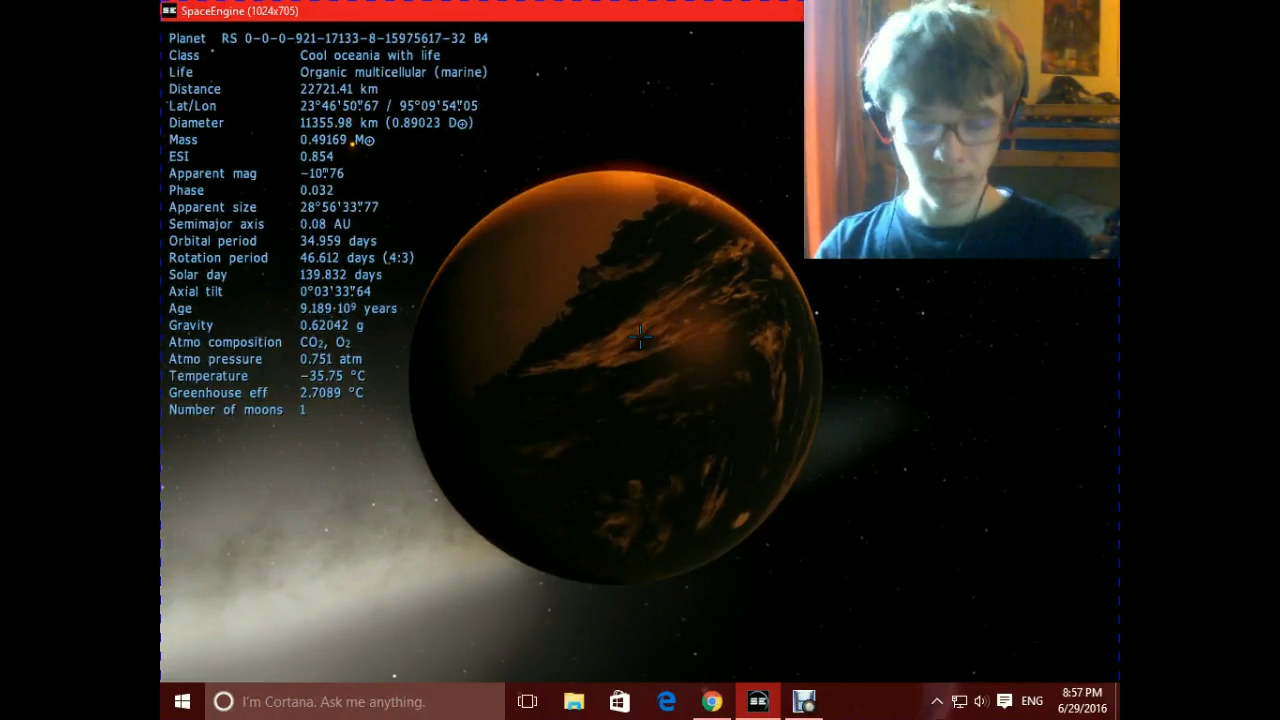 SpaceEngine (1024x705)
Planet RS 0-0-0-921-17133-8-15975617-32 B4
Class Cool oceania with life
Life Organic multicellular (marine)
Distance 22721.41 km
Lat/Lon 23°46'50."67 / 95°09'54."05
Diameter 11355.98 km (0.89023 D⊕)
Mass 0.49169 M⊕
ESI 0.854
Apparent mag -10.m76
Phase 0.032
Apparent size 28°56'33."77
Semimajor axis 0.08 AU
Orbital period 34.959 days
Rotation period 46.612 days (4:3)
Solar day 139.832 days
Axial tilt 0°03'33."64
Age 9.189·10⁹ years
Gravity 0.62042 g
Atmo composition CO₂, O₂
Atmo pressure 0.751 atm
Temperature -35.75 °C
Greenhouse eff 2.7089 °C
Number of moons 1
I'm Cortana. Ask me anything.
ENG
8:57 PM
6/29/2016